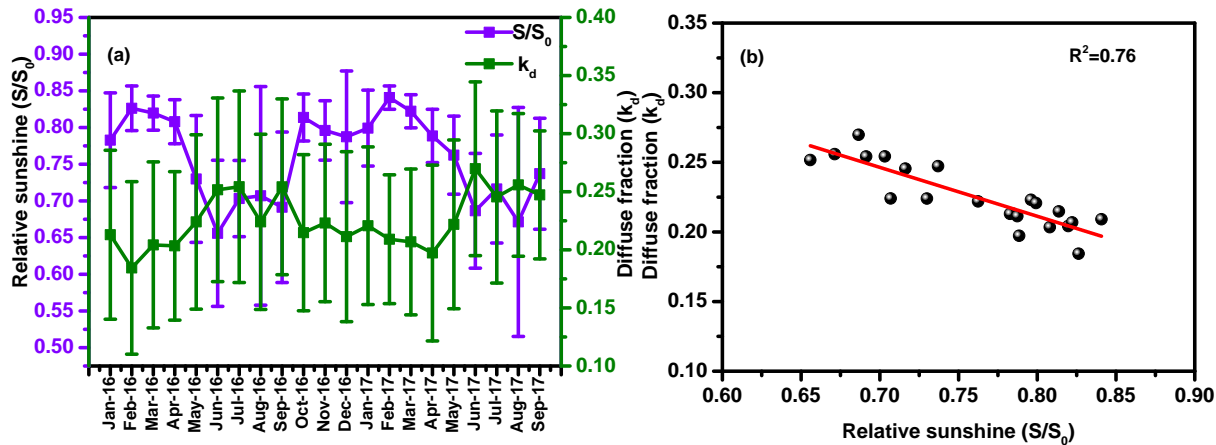 (a)
S/S0
kd
Relative sunshine (S/S0)
0.95
0.90
0.85
0.80
0.75
0.70
0.65
0.60
0.55
0.50
0.40
0.35
0.30
0.25
0.20
0.15
0.10
Diffuse fraction (kd)
Jan-16
Feb-16
Mar-16
Apr-16
May-16
Jun-16
Jul-16
Aug-16
Sep-16
Oct-16
Nov-16
Dec-16
Jan-17
Feb-17
Mar-17
Apr-17
May-17
Jun-17
Jul-17
Aug-17
Sep-17
(b)
R2=0.76
Diffuse fraction (kd)
0.35
0.30
0.25
0.20
0.15
0.10
0.60
0.65
0.70
0.75
0.80
0.85
0.90
Relative sunshine (S/S0)